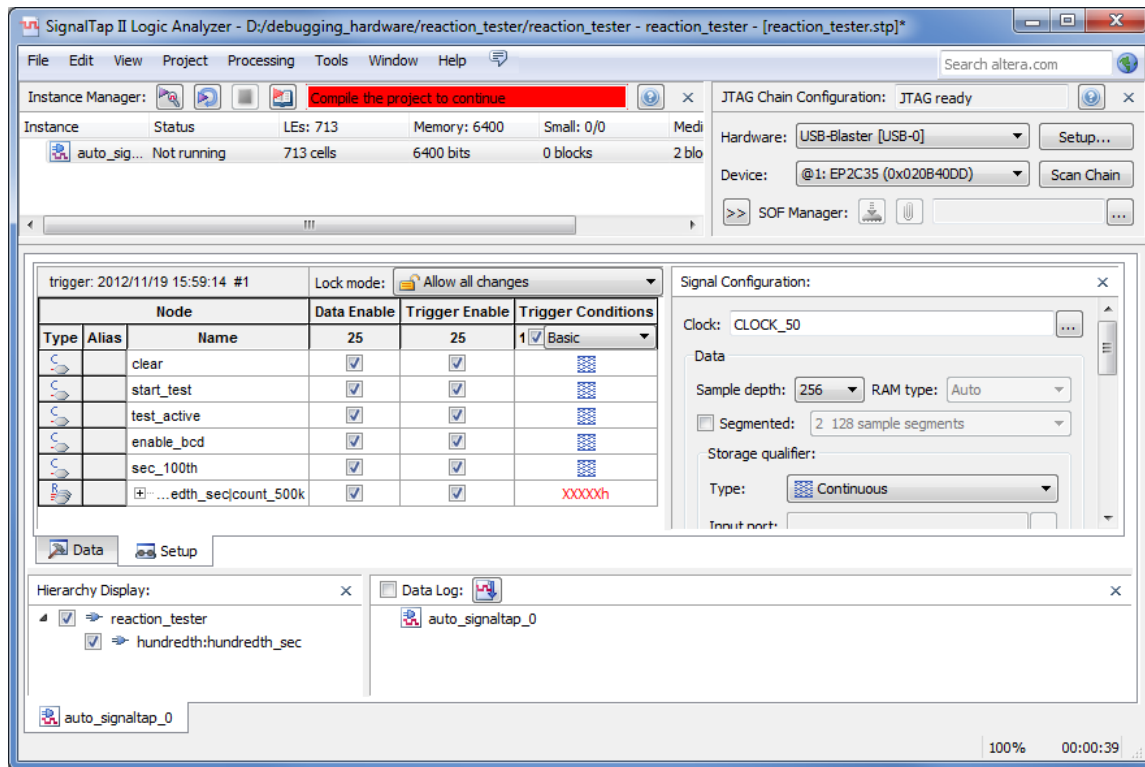 SignalTap II Logic Analyzer - D:/debugging_hardware/reaction_tester/reaction_tester - reaction_tester - [reaction_tester.stp]*
File Edit View Project Processing Tools Window Help
Search altera.com
Instance Manager: Compile the project to continue
JTAG Chain Configuration: JTAG ready
Instance Status LEs: 713 Memory: 6400 Small: 0/0 Medi
auto_sig... Not running 713 cells 6400 bits 0 blocks 2 blo
Hardware: USB-Blaster [USB-0] Setup...
Device: @1: EP2C35 (0x020B40DD) Scan Chain
>> SOF Manager: ...
trigger: 2012/11/19 15:59:14 #1 Lock mode: Allow all changes
Node Data Enable Trigger Enable Trigger Conditions
Type Alias Name 25 25 1 Basic
clear
start_test
test_active
enable_bcd
sec_100th
...edth_sec|count_500k XXXXXh
Signal Configuration:
Clock: CLOCK_50 ...
Data
Sample depth: 256 RAM type: Auto
Segmented: 2 128 sample segments
Storage qualifier:
Type: Continuous
Input port:
Data Setup
Hierarchy Display:
reaction_tester
hundredth:hundredth_sec
Data Log:
auto_signaltap_0
auto_signaltap_0
100% 00:00:39